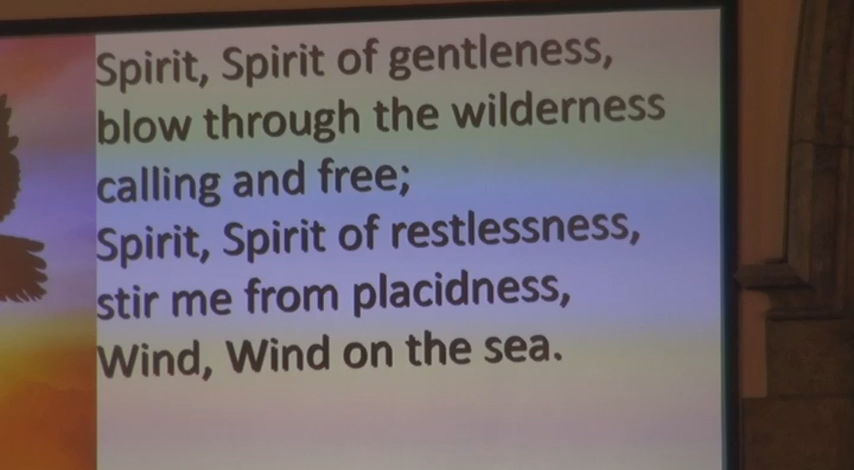 Spirit, Spirit of gentleness,
blow through the wilderness
calling and free;
Spirit, Spirit of restlessness,
stir me from placidness,
Wind, Wind on the sea.